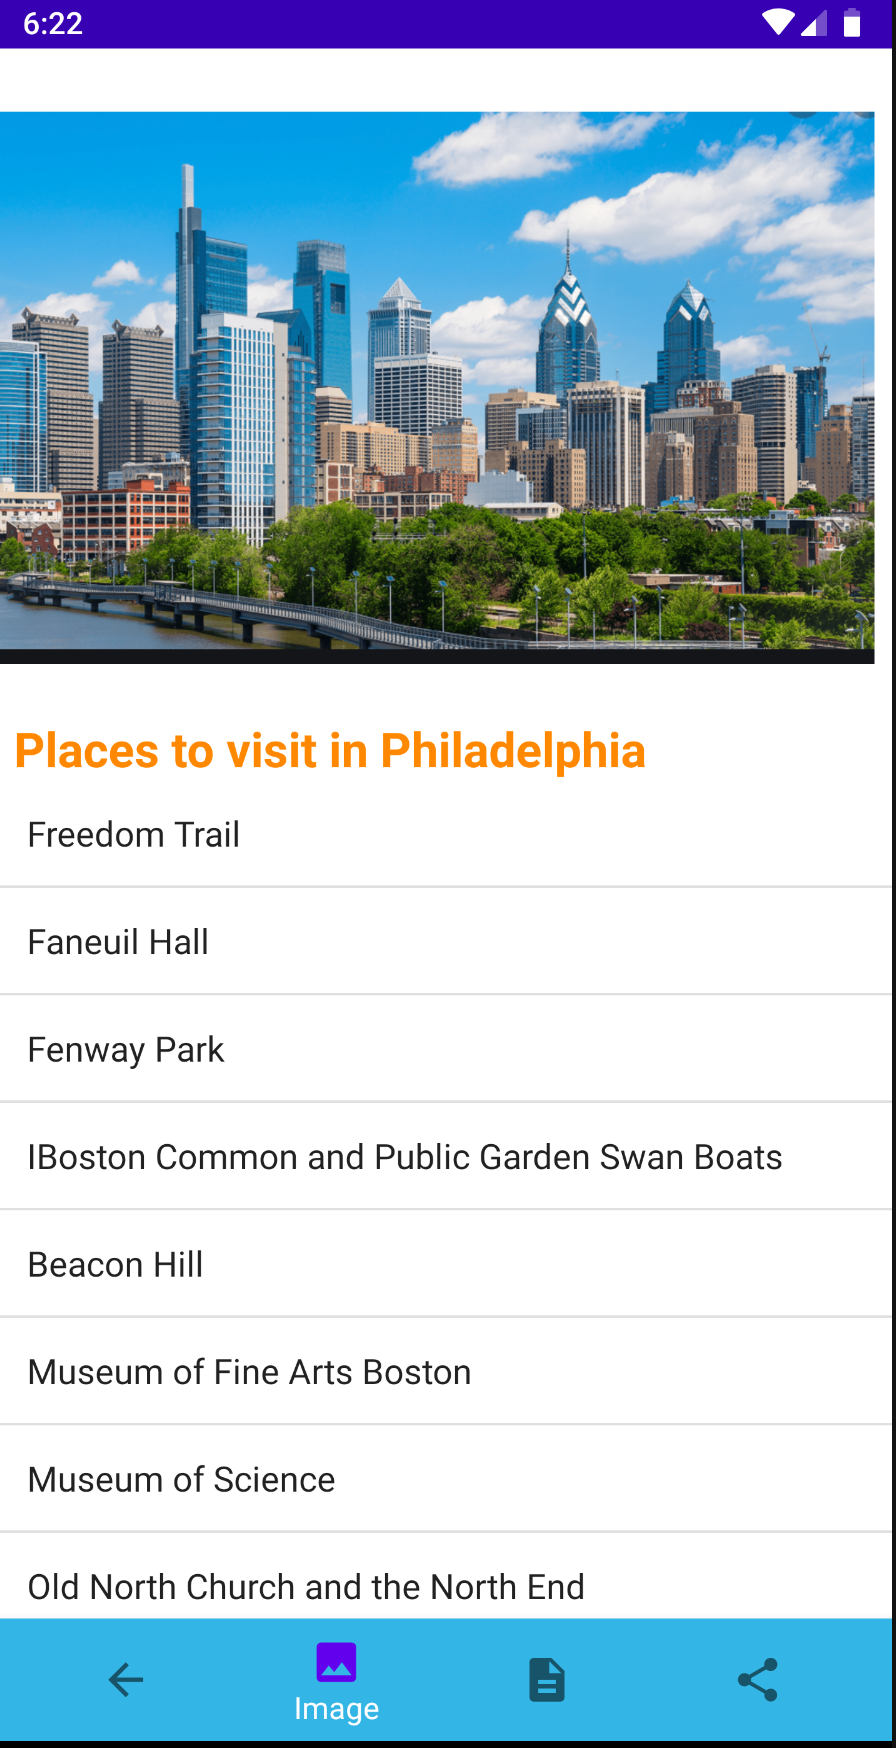 6:22
Places to visit in Philadelphia
Freedom Trail
Faneuil Hall
Fenway Park
IBoston Common and Public Garden Swan Boats
Beacon Hill
Museum of Fine Arts Boston
Museum of Science
Old North Church and the North End
Image